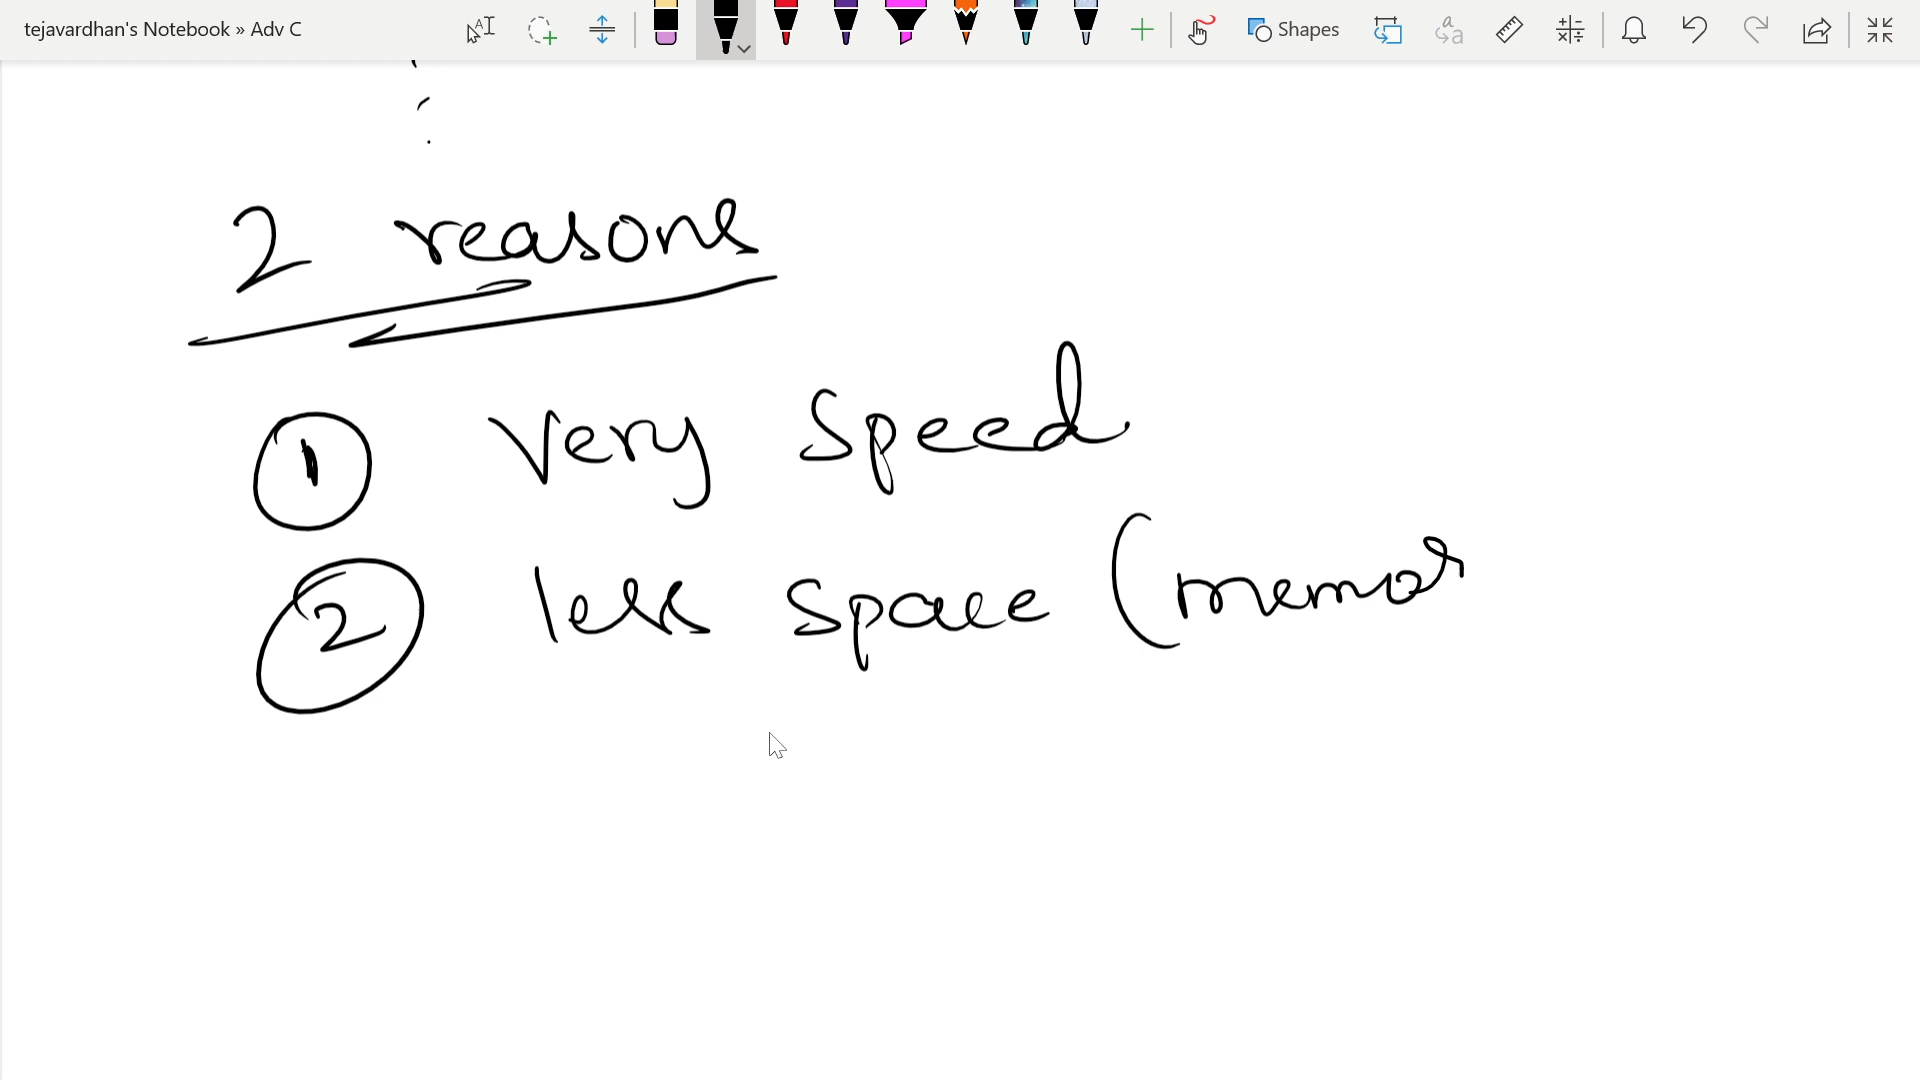 tejavardhan's Notebook » Adv C
Shapes
2 reasons
1 Very Speed
2 less space (memor